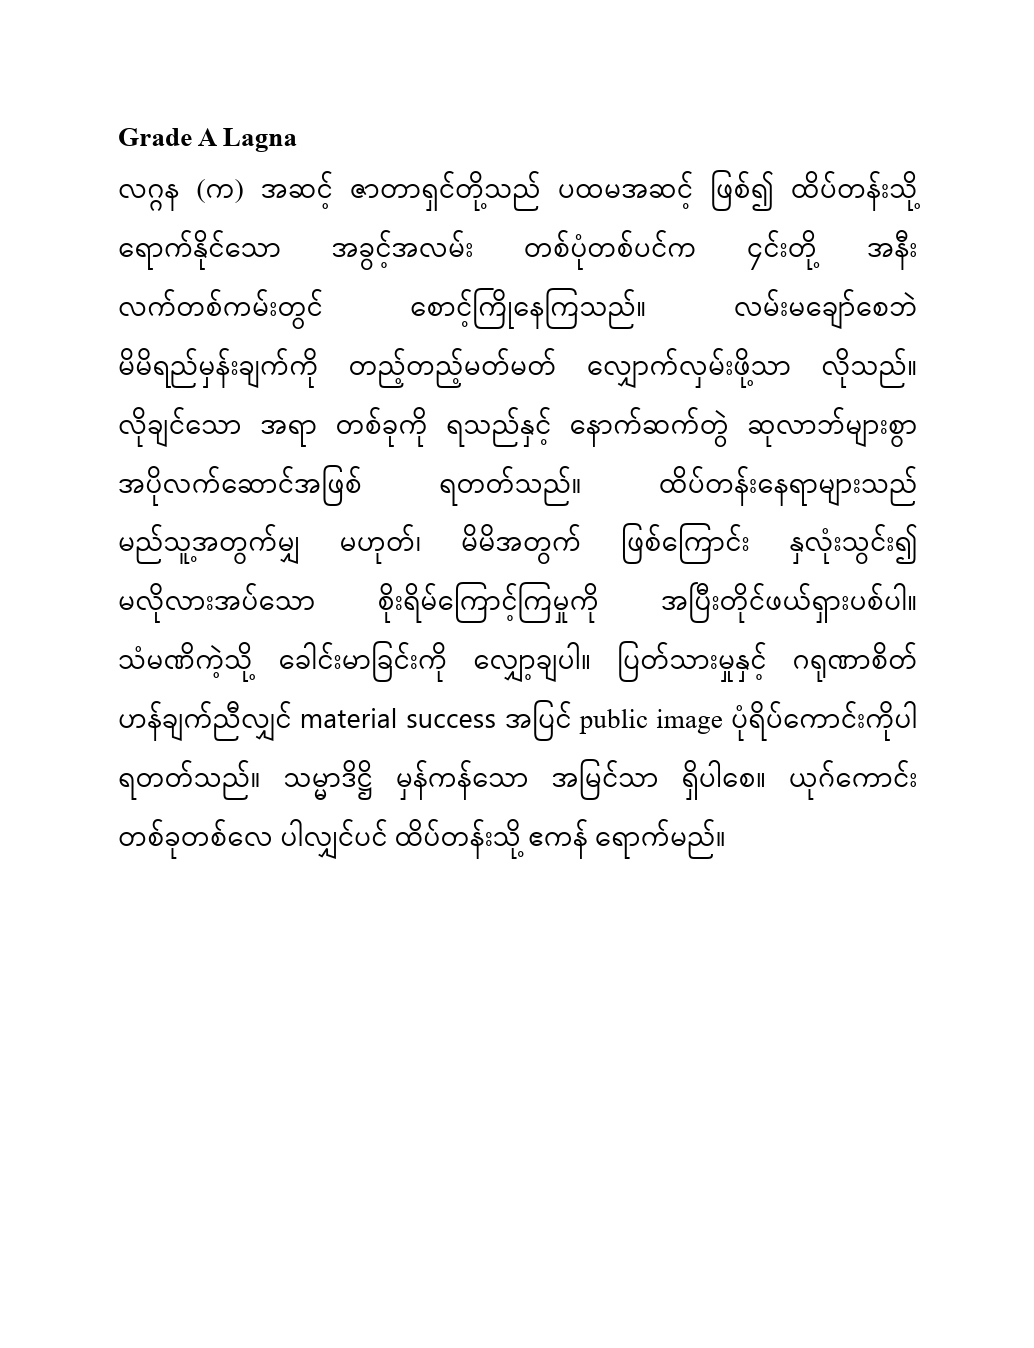 Grade A Lagna
လဂ္ဂန (က) အဆင့် ဇာတာရှင်တို့သည် ပထမအဆင့် ဖြစ်၍ ထိပ်တန်းသို့
ရောက်နိုင်သော အခွင့်အလမ်း တစ်ပုံတစ်ပင်က ၄င်းတို့ အနီး
လက်တစ်ကမ်းတွင် စောင့်ကြိုနေကြသည်။ လမ်းမချော်စေဘဲ
မိမိရည်မှန်းချက်ကို တည့်တည့်မတ်မတ် လျှောက်လှမ်းဖို့သာ လိုသည်။
လိုချင်သော အရာ တစ်ခုကို ရသည်နှင့် နောက်ဆက်တွဲ ဆုလာဘ်များစွာ
အပိုလက်ဆောင်အဖြစ် ရတတ်သည်။ ထိပ်တန်းနေရာများသည်
မည်သူ့အတွက်မျှ မဟုတ်၊ မိမိအတွက် ဖြစ်ကြောင်း နှလုံးသွင်း၍
မလိုလားအပ်သော စိုးရိမ်ကြောင့်ကြမှုကို အပြီးတိုင်ဖယ်ရှားပစ်ပါ။
သံမဏိကဲ့သို့ ခေါင်းမာခြင်းကို လျှော့ချပါ။ ပြတ်သားမှုနှင့် ဂရုဏာစိတ်
ဟန်ချက်ညီလျှင် material success အပြင် public image ပုံရိပ်ကောင်းကိုပါ
ရတတ်သည်။ သမ္မာဒိဋ္ဌိ မှန်ကန်သော အမြင်သာ ရှိပါစေ။ ယုဂ်ကောင်း
တစ်ခုတစ်လေ ပါလျှင်ပင် ထိပ်တန်းသို့ ဧကန် ရောက်မည်။